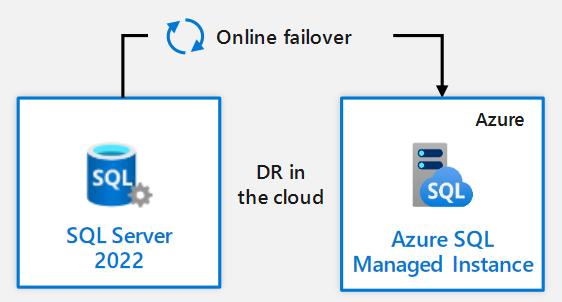 Online failover
Azure
SQL
SQL
DR in
the cloud
SQL Server
2022
Azure SQL
Managed Instance